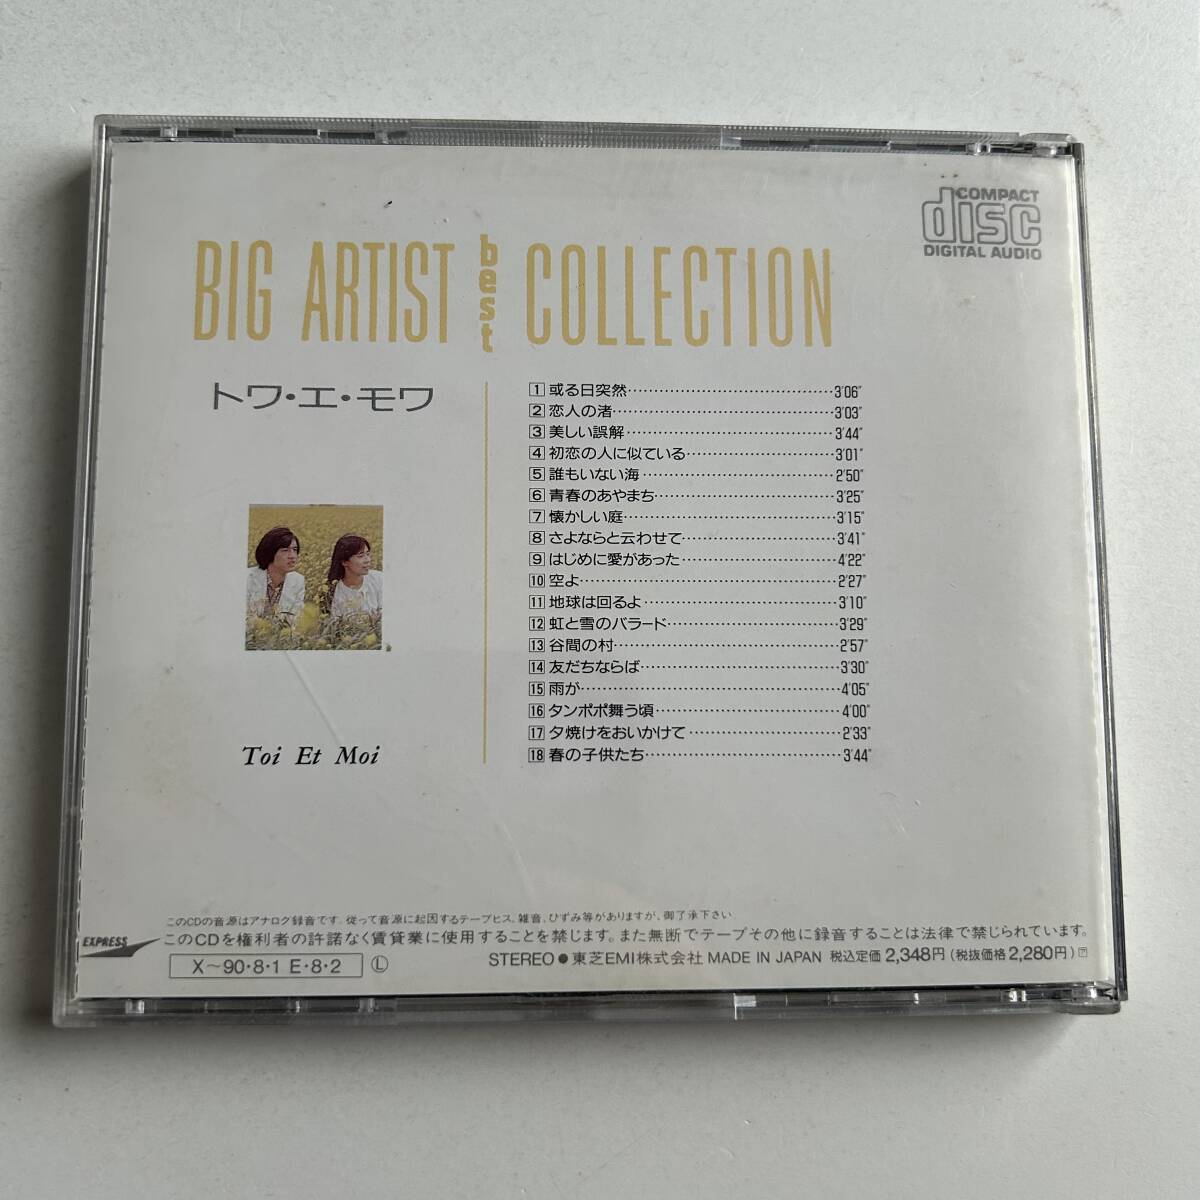 COMPACT
disc
DIGITAL AUDIO
BIG ARTIST best COLLECTION
トワ・エ・モワ
1 或る日突然 3'06"
2 恋人の渚 3'03"
3 美しい誤解 3'44"
4 初恋の人に似ている 3'01"
5 誰もいない海 2'50"
6 青春のあやまち 3'25"
7 懐かしい庭 3'15"
8 さよならと云わせて 3'41"
9 はじめに愛があった 4'22"
10 空よ 2'27"
11 地球は回るよ 3'10"
12 虹と雪のバラード 3'29"
13 谷間の村 2'57"
14 友だちならば 3'30"
15 雨が 4'05"
16 タンポポ舞う頃 4'00"
17 夕焼けをおいかけて 2'33"
18 春の子供たち 3'44"
Toi Et Moi
このCDの音源はアナログ録音です。従って音源に起因するテープヒス、雑音、ひずみ等がありますが、御了承下さい。
EXPRESS
このCDを権利者の許諾なく賃貸業に使用することを禁じます。また無断でテープその他に録音することは法律で禁じられています。
X〜90・8・1 E・8・2 Ⓛ
STEREO ● 東芝EMI株式会社 MADE IN JAPAN 税込定価 2,348円 (税抜価格 2,280円)